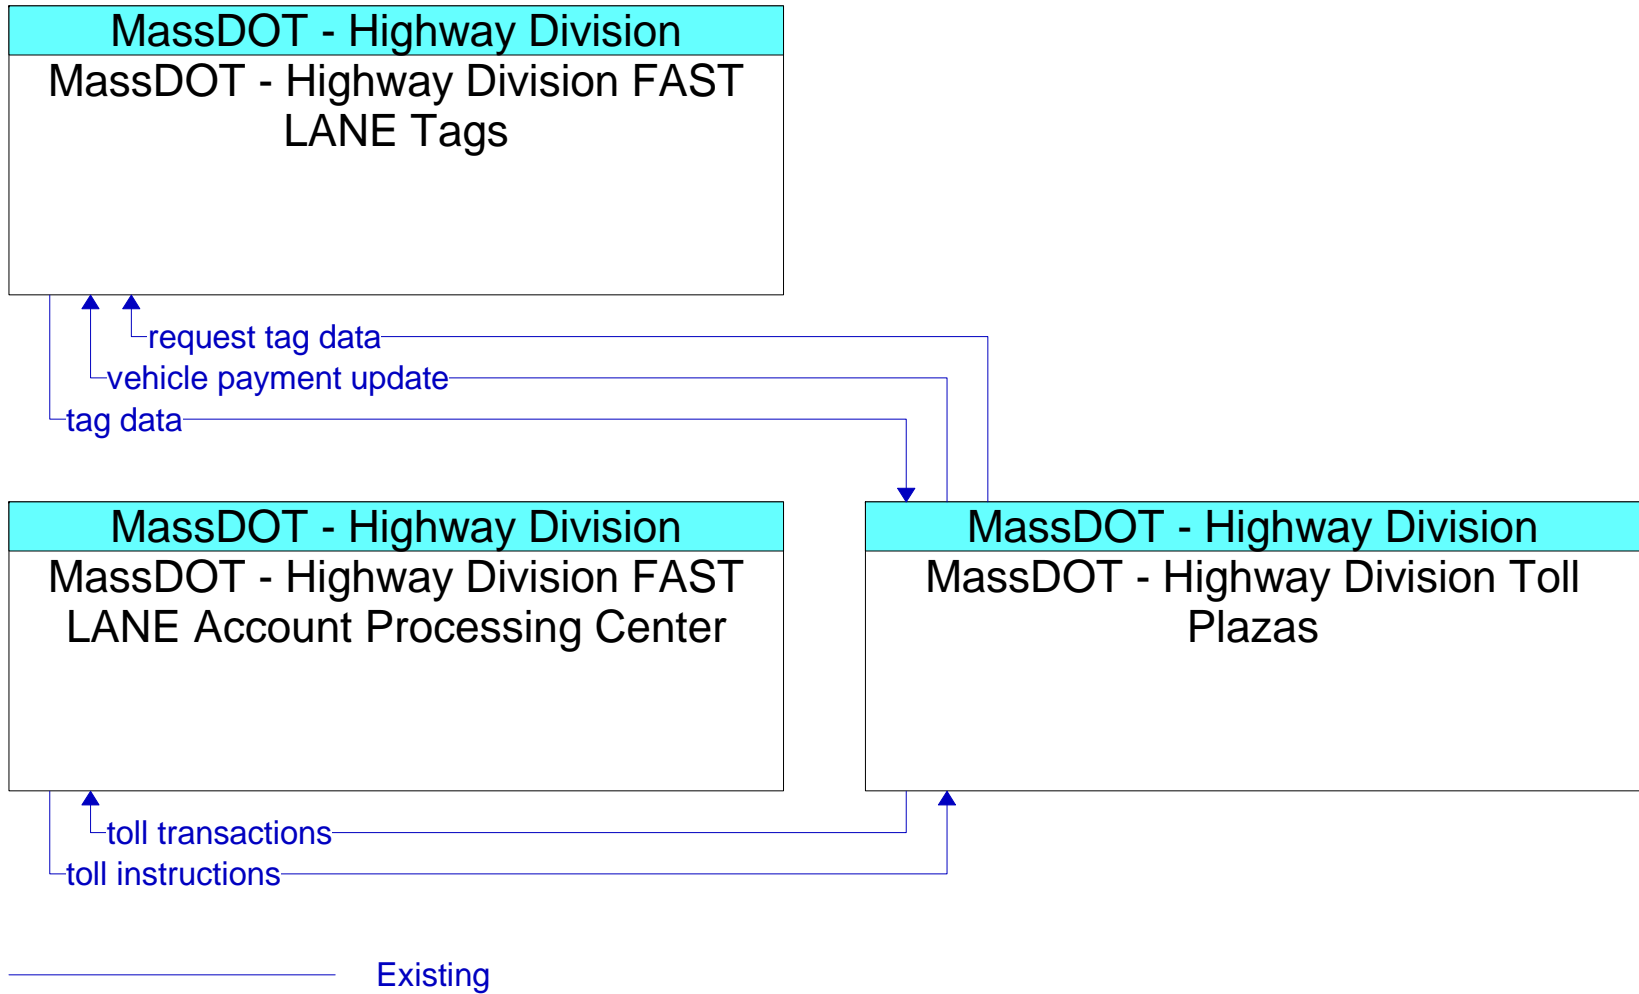 MassDOT - Highway Division
MassDOT - Highway Division FAST
LANE Tags
request tag data
vehicle payment update
tag data
MassDOT - Highway Division
MassDOT - Highway Division FAST
LANE Account Processing Center
MassDOT - Highway Division
MassDOT - Highway Division Toll
Plazas
toll transactions
toll instructions
Existing